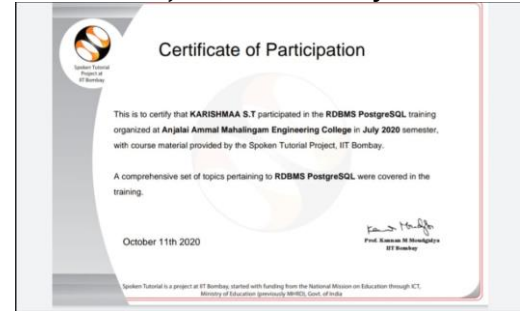 Spoken Tutorial
Project at
IIT Bombay
Certificate of Participation
This is to certify that KARISHMAA S.T participated in the RDBMS PostgreSQL training
organized at Anjalai Ammal Mahalingam Engineering College in July 2020 semester,
with course material provided by the Spoken Tutorial Project, IIT Bombay.
A comprehensive set of topics pertaining to RDBMS PostgreSQL were covered in the
training.
October 11th 2020
Prof. Kannan M Moudgalya
IIT Bombay
Spoken Tutorial is a project at IIT Bombay, started with funding from the National Mission on Education through ICT,
Ministry of Education (previously MHRD), Govt. of India